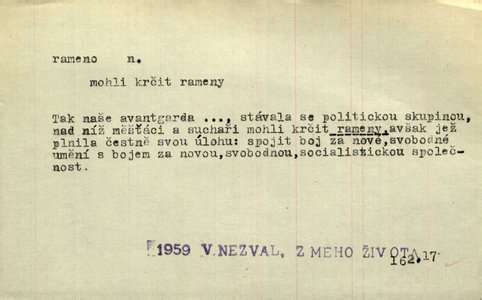 rameno n.
mohli krčit rameny
Tak naše avantgarda ..., stávala se politickou skupinou,
nad níž měšťáci a suchaři mohli krčit rameny,avšak jež
plnila čestně svou úlohu: spojit boj za nové,svobodné
umění s bojem za novou,svobodnou,socialistickou společ-
nost.
1959 V. NEZVAL, Z MÉHO ŽIVOTA
162.17